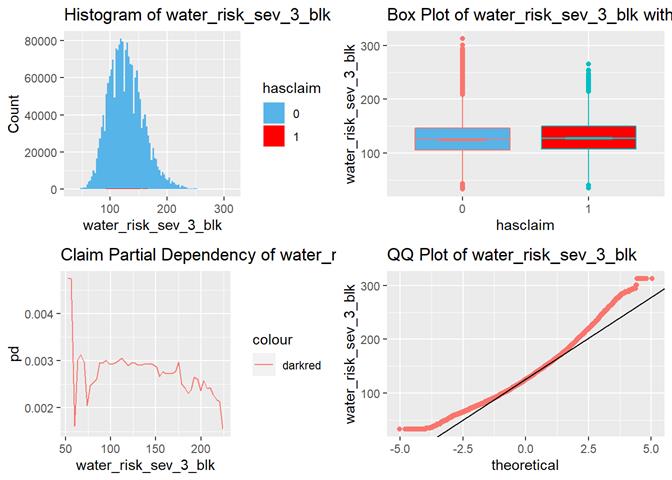 Histogram of water_risk_sev_3_blk
80000
60000
40000
20000
0
Count
100 200 300
water_risk_sev_3_blk
hasclaim
0
1
Box Plot of water_risk_sev_3_blk with
300
200
100
water_risk_sev_3_blk
0 1
hasclaim
Claim Partial Dependency of water_r
0.004
0.003
0.002
pd
50 100 150 200
water_risk_sev_3_blk
colour
darkred
QQ Plot of water_risk_sev_3_blk
300
200
100
water_risk_sev_3_blk
-5.0 -2.5 0.0 2.5 5.0
theoretical